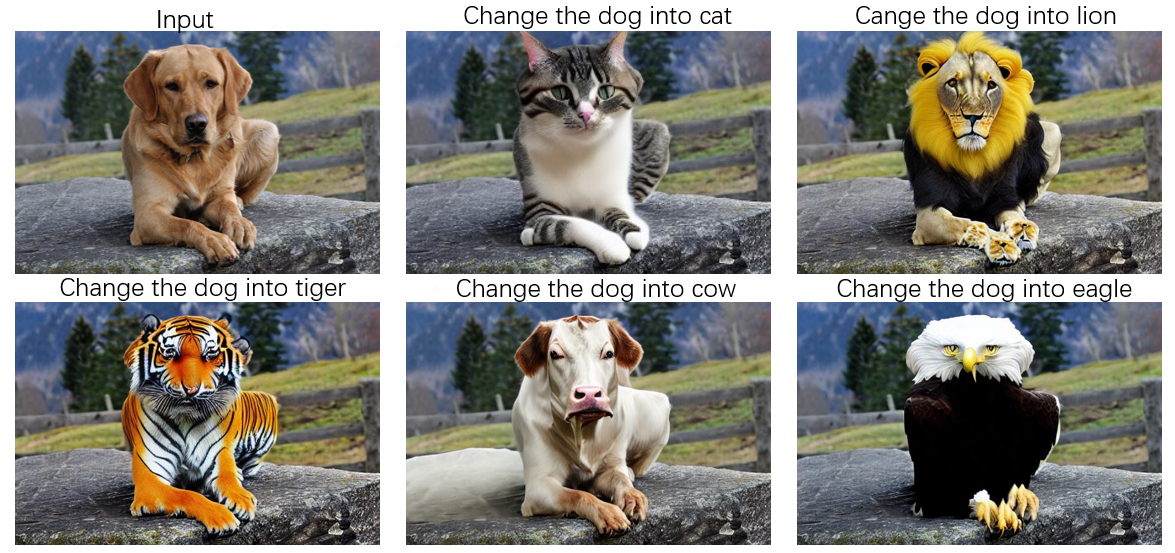 Input
Change the dog into cat
Cange the dog into lion
Change the dog into tiger
Change the dog into cow
Change the dog into eagle